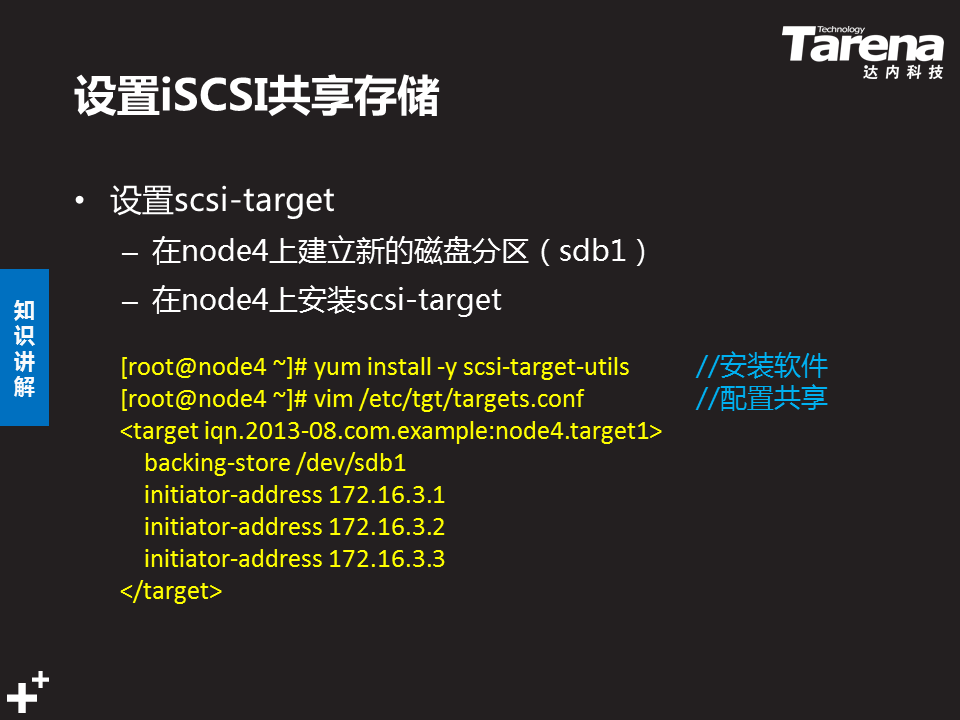 Technology
Tarena
达内科技
设置iSCSI共享存储
• 设置scsi-target
– 在node4上建立新的磁盘分区（sdb1）
– 在node4上安装scsi-target
知识讲解
[root@node4 ~]# yum install -y scsi-target-utils //安装软件
[root@node4 ~]# vim /etc/tgt/targets.conf //配置共享
<target iqn.2013-08.com.example:node4.target1>
backing-store /dev/sdb1
initiator-address 172.16.3.1
initiator-address 172.16.3.2
initiator-address 172.16.3.3
</target>